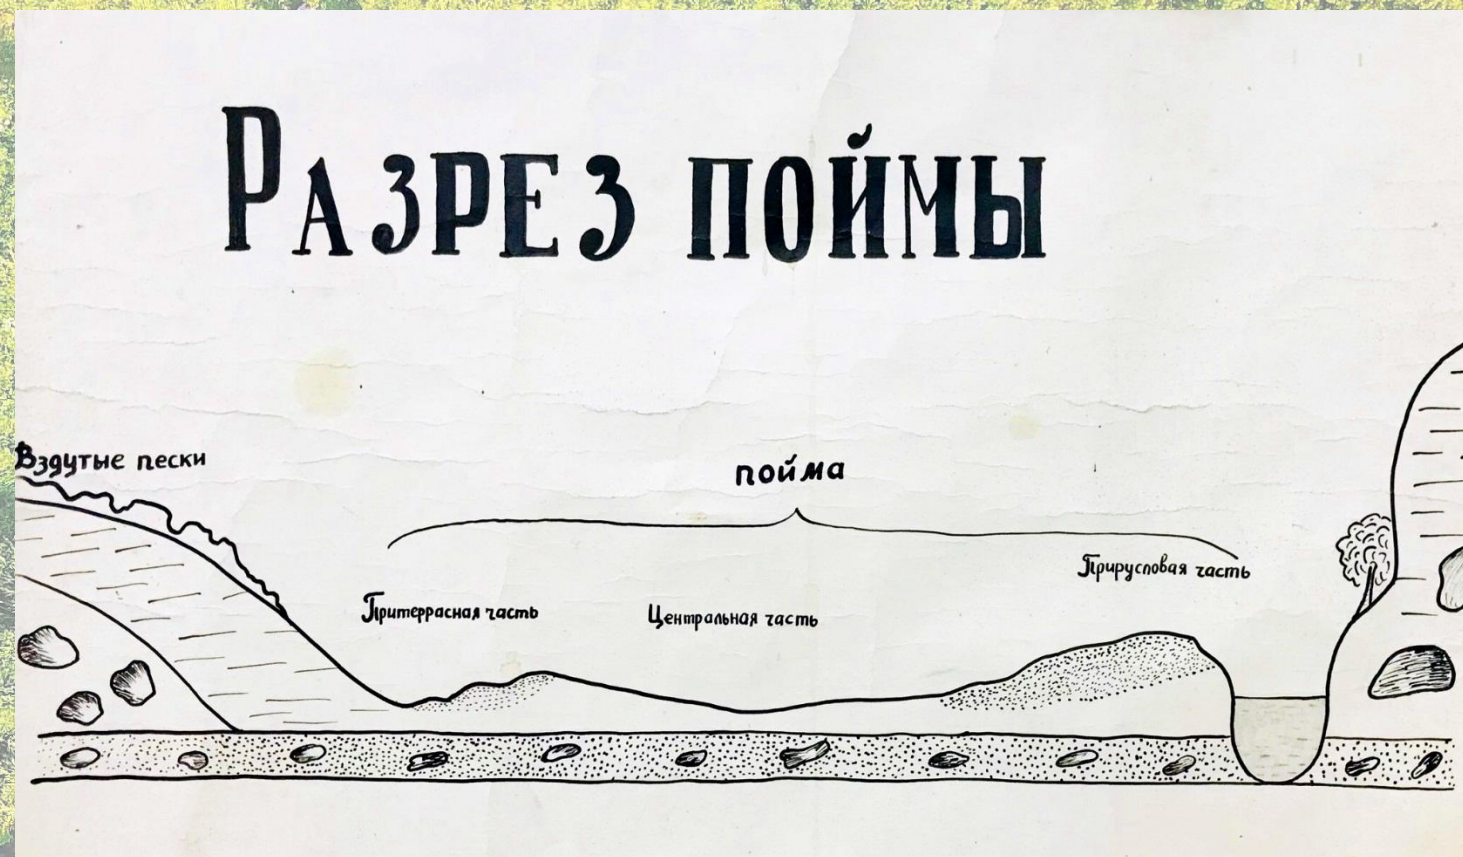 Разрез поймы
Вздутые пески
пойма
Прирусловая часть
Притеррасная часть
Центральная часть